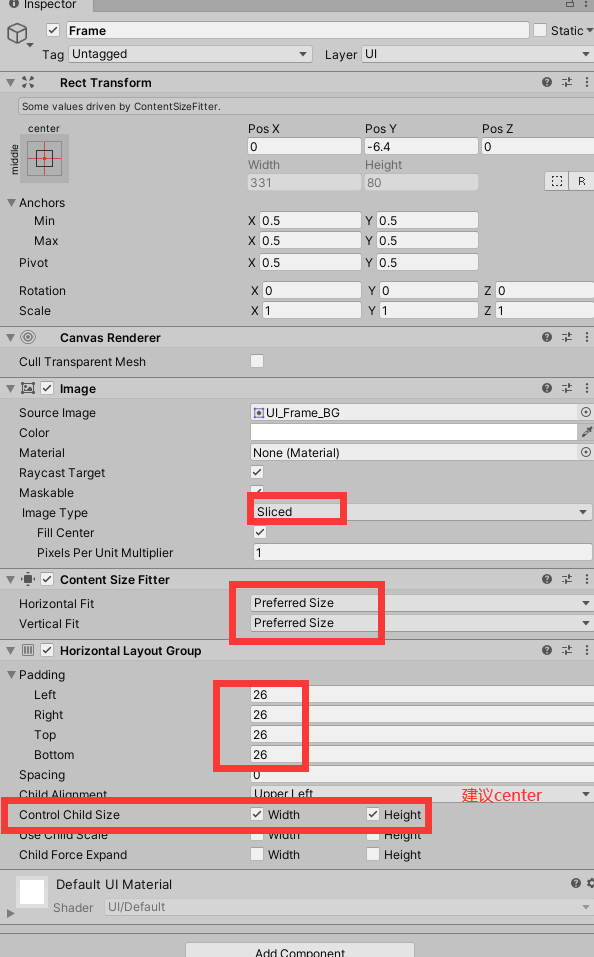 Inspector
Frame
Static
Tag Untagged Layer UI
Rect Transform
Some values driven by ContentSizeFitter.
center
middle
Pos X Pos Y Pos Z
0 -6.4 0
Width Height
331 80
R
Anchors
Min X 0.5 Y 0.5
Max X 0.5 Y 0.5
Pivot X 0.5 Y 0.5
Rotation X 0 Y 0 Z 0
Scale X 1 Y 1 Z 1
Canvas Renderer
Cull Transparent Mesh
Image
Source Image UI_Frame_BG
Color
Material None (Material)
Raycast Target
Maskable
Image Type Sliced
Fill Center
Pixels Per Unit Multiplier 1
Content Size Fitter
Horizontal Fit Preferred Size
Vertical Fit Preferred Size
Horizontal Layout Group
Padding
Left 26
Right 26
Top 26
Bottom 26
Spacing 0
Child Alignment Upper Left 建议center
Control Child Size Width Height
Use Child Scale Width Height
Child Force Expand Width Height
Default UI Material
Shader UI/Default
Add Component